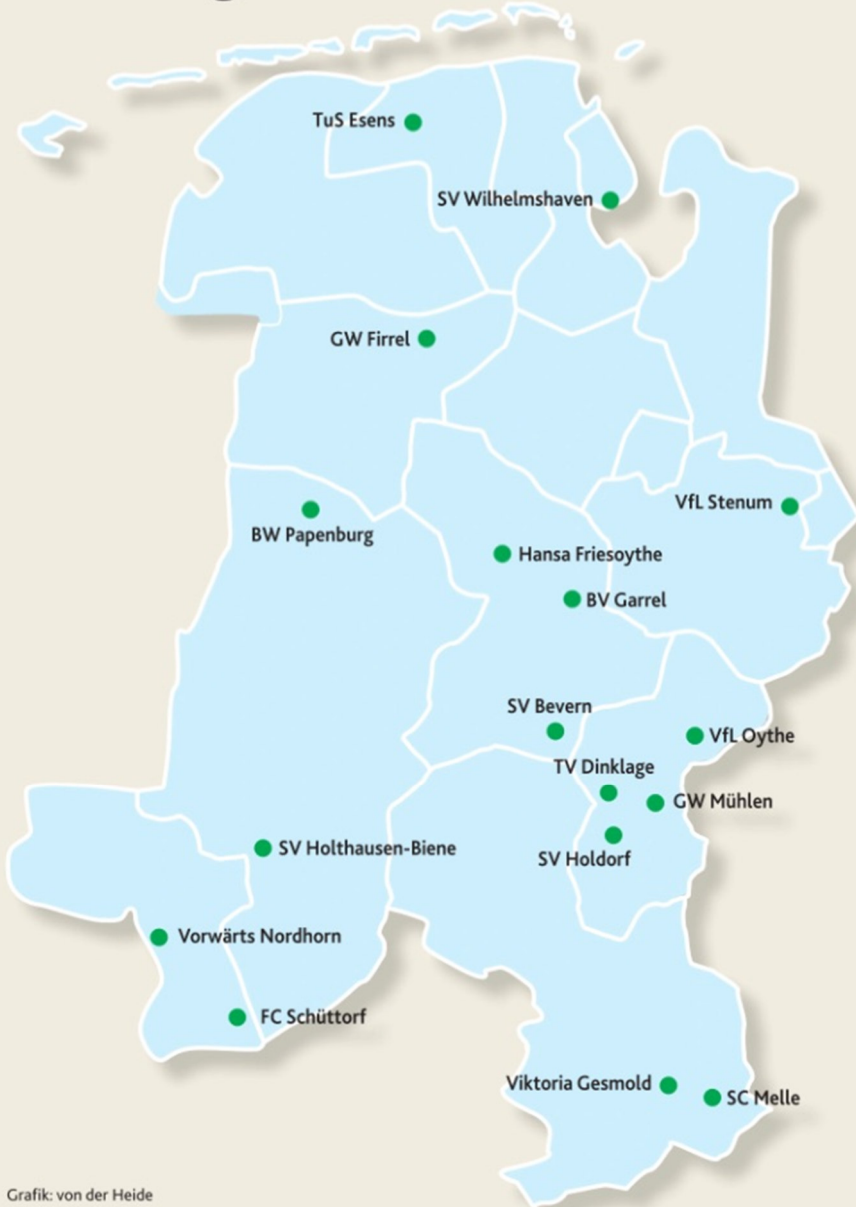 TuS Esens
SV Wilhelmshaven
GW Firrel
VfL Stenum
BW Papenburg
Hansa Friesoythe
BV Garrel
SV Bevern
VfL Oythe
TV Dinklage
GW Mühlen
SV Holthausen-Biene
SV Holdorf
Vorwärts Nordhorn
FC Schüttorf
Viktoria Gesmold
SC Melle
Grafik: von der Heide